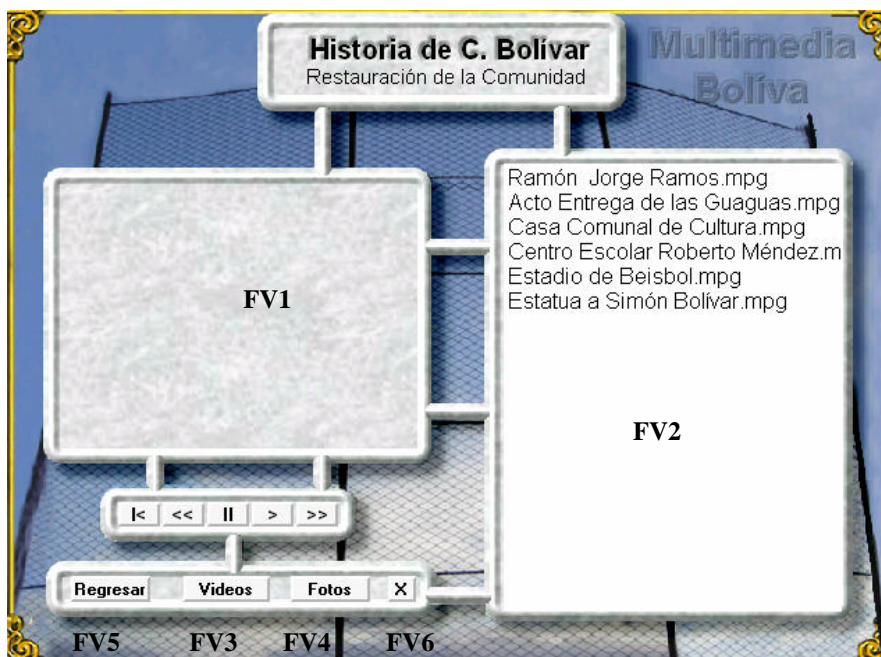 Historia de C. Bolívar
Restauración de la Comunidad
Multimedia
Bolíva
Ramón Jorge Ramos.mpg
Acto Entrega de las Guaguas.mpg
Casa Comunal de Cultura.mpg
Centro Escolar Roberto Méndez.m
Estadio de Beisbol.mpg
Estatua a Simón Bolívar.mpg
FV1
FV2
I< << II > >>
Regresar Videos Fotos X
FV5 FV3 FV4 FV6